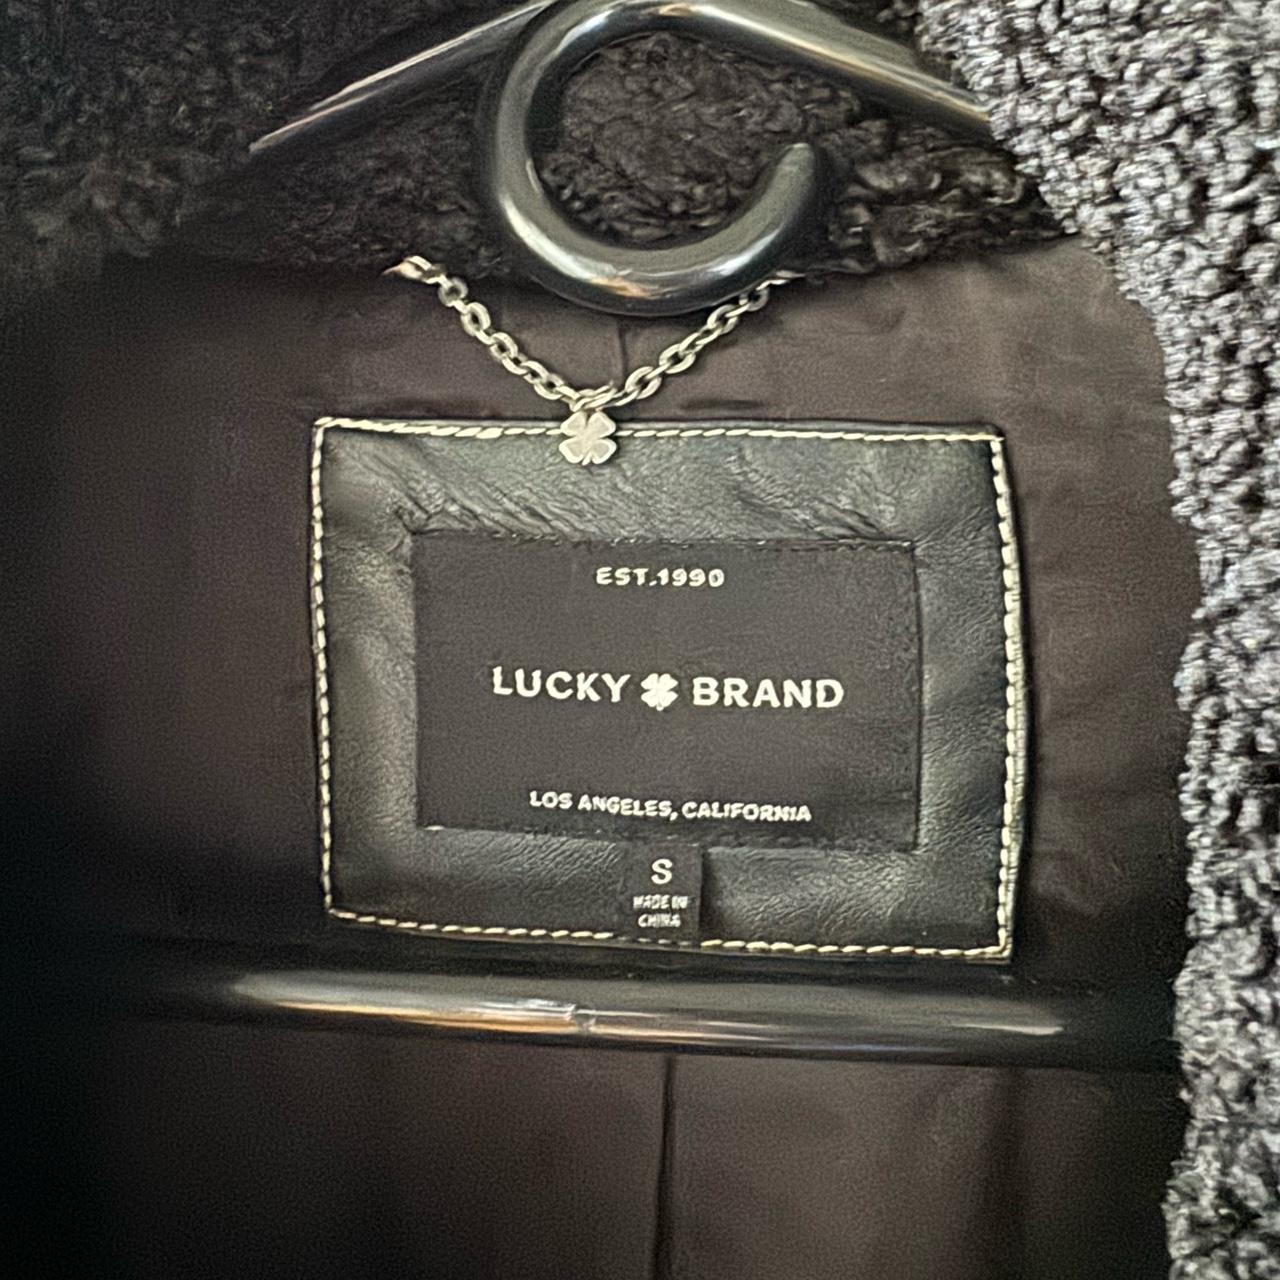 EST.1990
LUCKY BRAND
LOS ANGELES, CALIFORNIA
S
MADE IN
CHINA